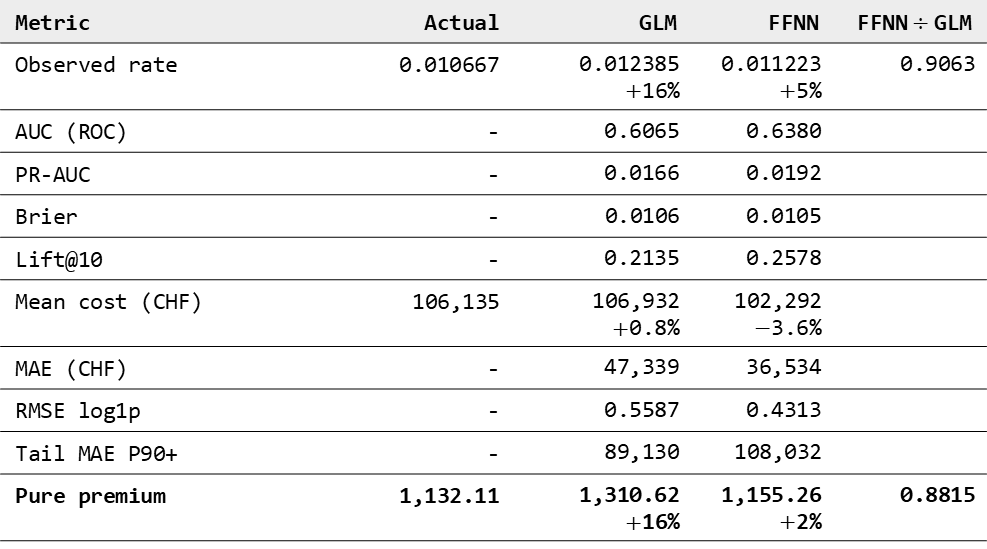 Metric Actual GLM FFNN FFNN ÷ GLM
Observed rate 0.010667 0.012385 0.011223 0.9063
+16% +5%
AUC (ROC) - 0.6065 0.6380
PR-AUC - 0.0166 0.0192
Brier - 0.0106 0.0105
Lift@10 - 0.2135 0.2578
Mean cost (CHF) 106,135 106,932 102,292
+0.8% −3.6%
MAE (CHF) - 47,339 36,534
RMSE log1p - 0.5587 0.4313
Tail MAE P90+ - 89,130 108,032
Pure premium 1,132.11 1,310.62 1,155.26 0.8815
+16% +2%